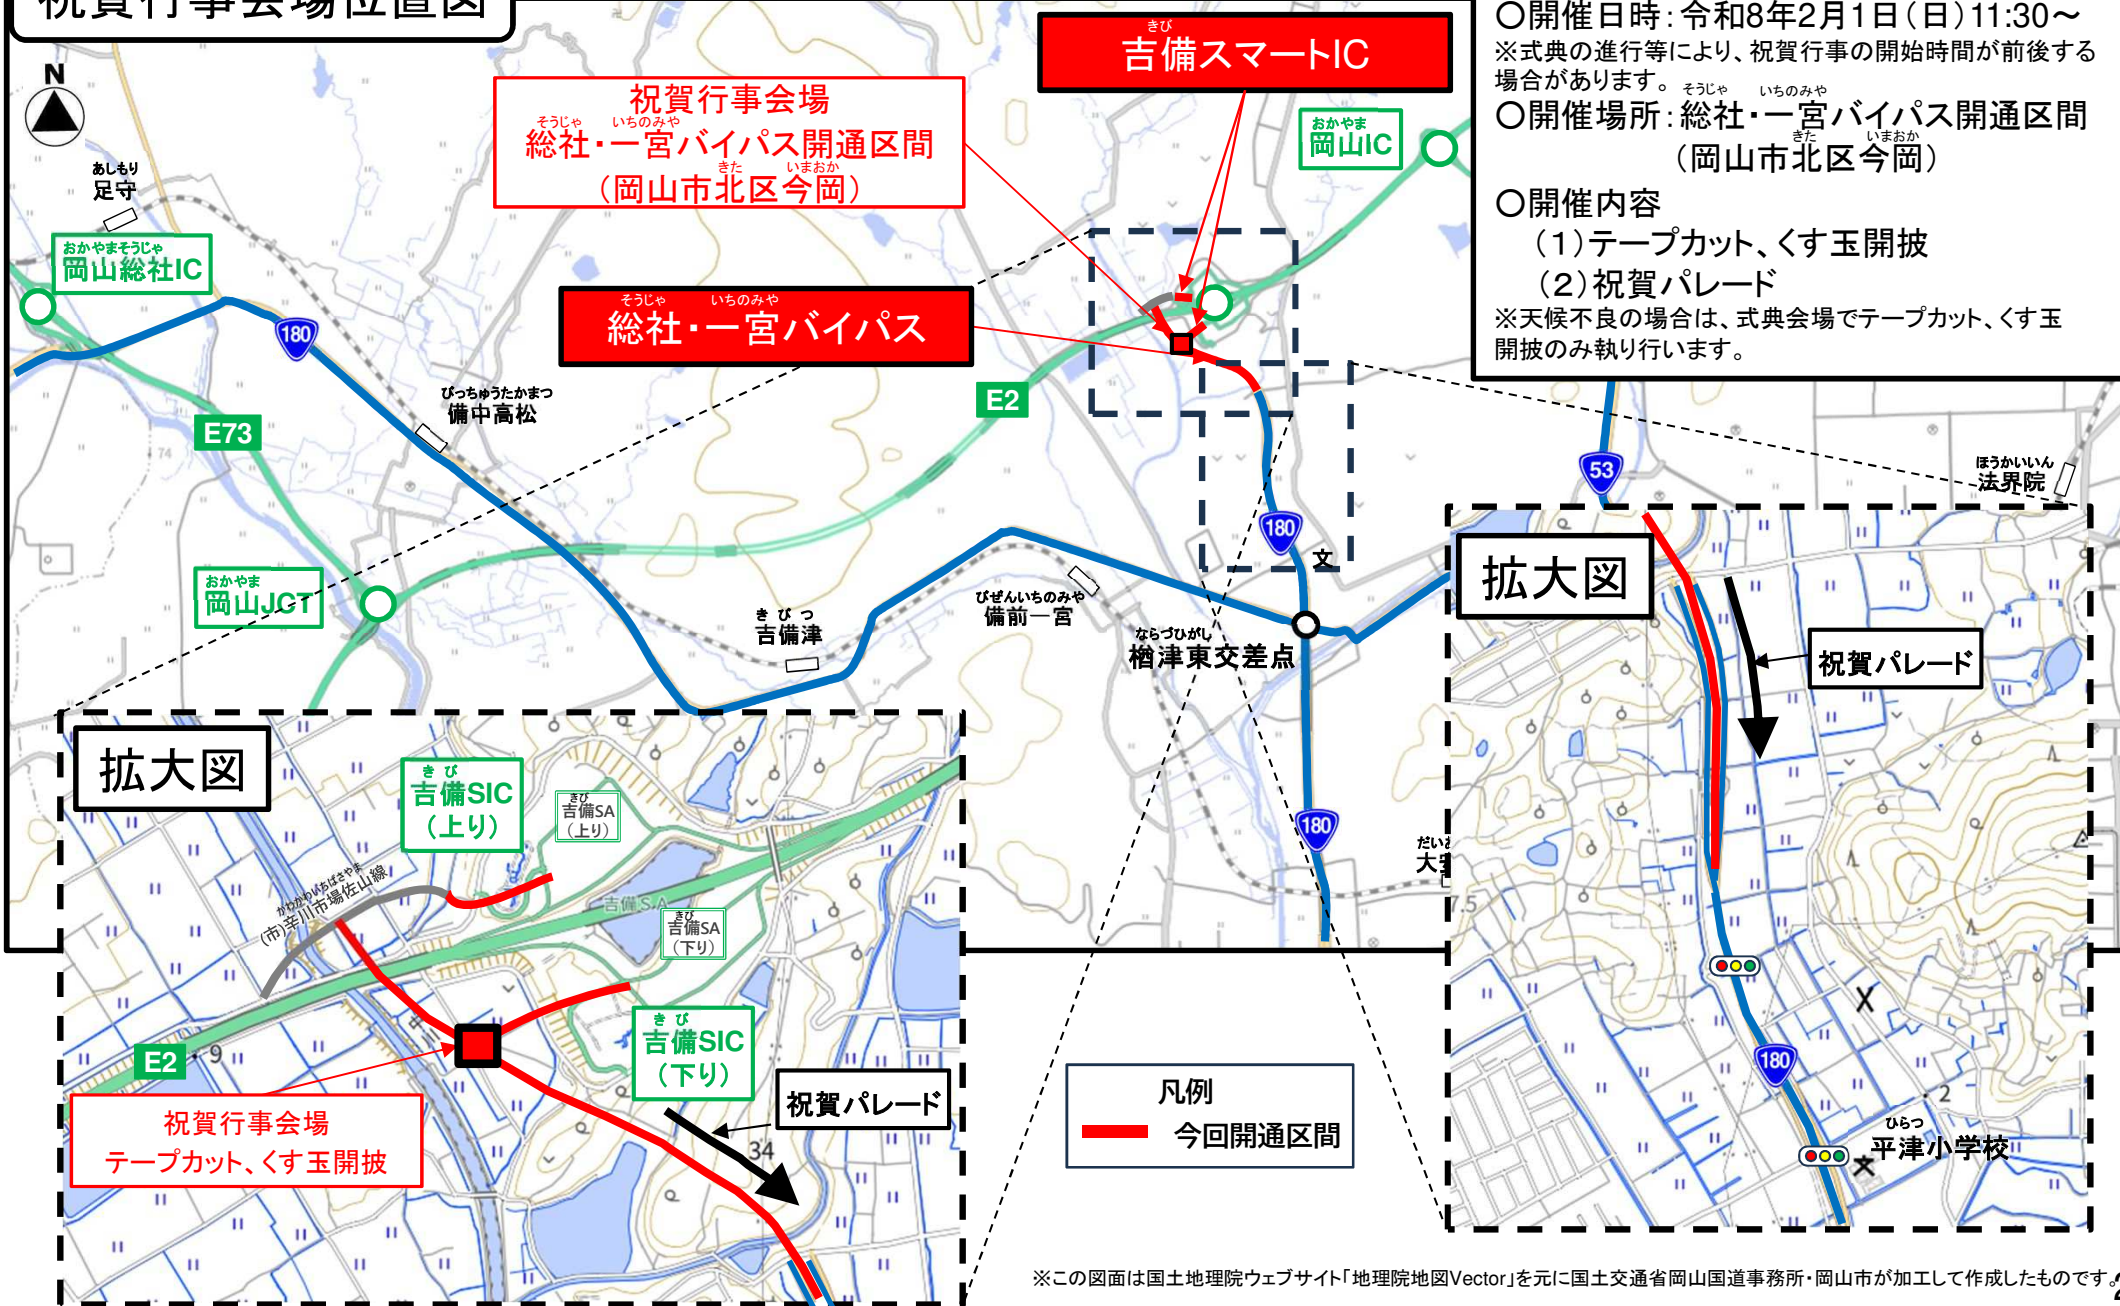 祝賀行事会場位置図
N
きび
吉備スマートIC
祝賀行事会場
そうじゃ いちのみや
総社・一宮バイパス開通区間
きた いまおか
(岡山市北区今岡)
おかやま
岡山IC
〇開催日時:令和8年2月1日(日)11:30～
※式典の進行等により、祝賀行事の開始時間が前後する
場合があります。
そうじゃ いちのみや
〇開催場所:総社・一宮バイパス開通区間
きた いまおか
(岡山市北区今岡)
〇開催内容
(1)テープカット、くす玉開披
(2)祝賀パレード
※天候不良の場合は、式典会場でテープカット、くす玉
開披のみ執り行います。
あしもり
足守
おかやまそうじゃ
岡山総社IC
180
そうじゃ いちのみや
総社・一宮バイパス
E2
びっちゅうたかまつ
備中高松
E73
74
53
ほうかいいん
法界院
180
文
おかやま
岡山JCT
きびつ
吉備津
びぜんいちのみや
備前一宮
ならづひがし
楢津東交差点
180
だいあ
大安
7.5
拡大図
祝賀パレード
180
2
ひらつ
平津小学校
文
拡大図
きび
吉備SIC
(上り)
きび
吉備SA
(上り)
吉備S.A
きび
吉備SA
(下り)
(市)辛川市場佐山線
E2
9
きび
吉備SIC
(下り)
祝賀パレード
34
祝賀行事会場
テープカット、くす玉開披
凡例
今回開通区間
※この図面は国土地理院ウェブサイト「地理院地図Vector」を元に国土交通省岡山国道事務所・岡山市が加工して作成したものです。